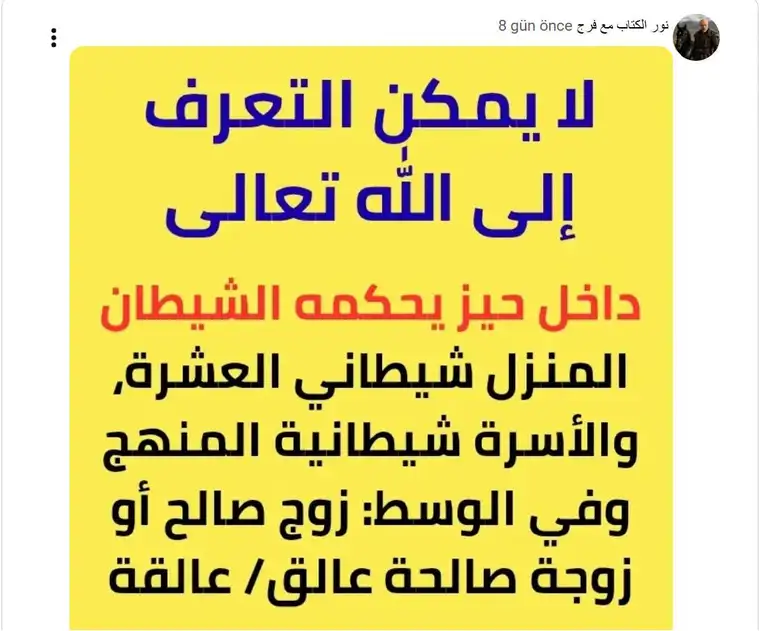 نور الكتاب مع فرج 8 gün önce
لا يمكن التعرف
إلى الله تعالى
داخل حيز يحكمه الشيطان
المنزل شيطاني العشرة,
والأسرة شيطانية المنهج
وفي الوسط: زوج صالح أو
زوجة صالحة عالق/ عالقة